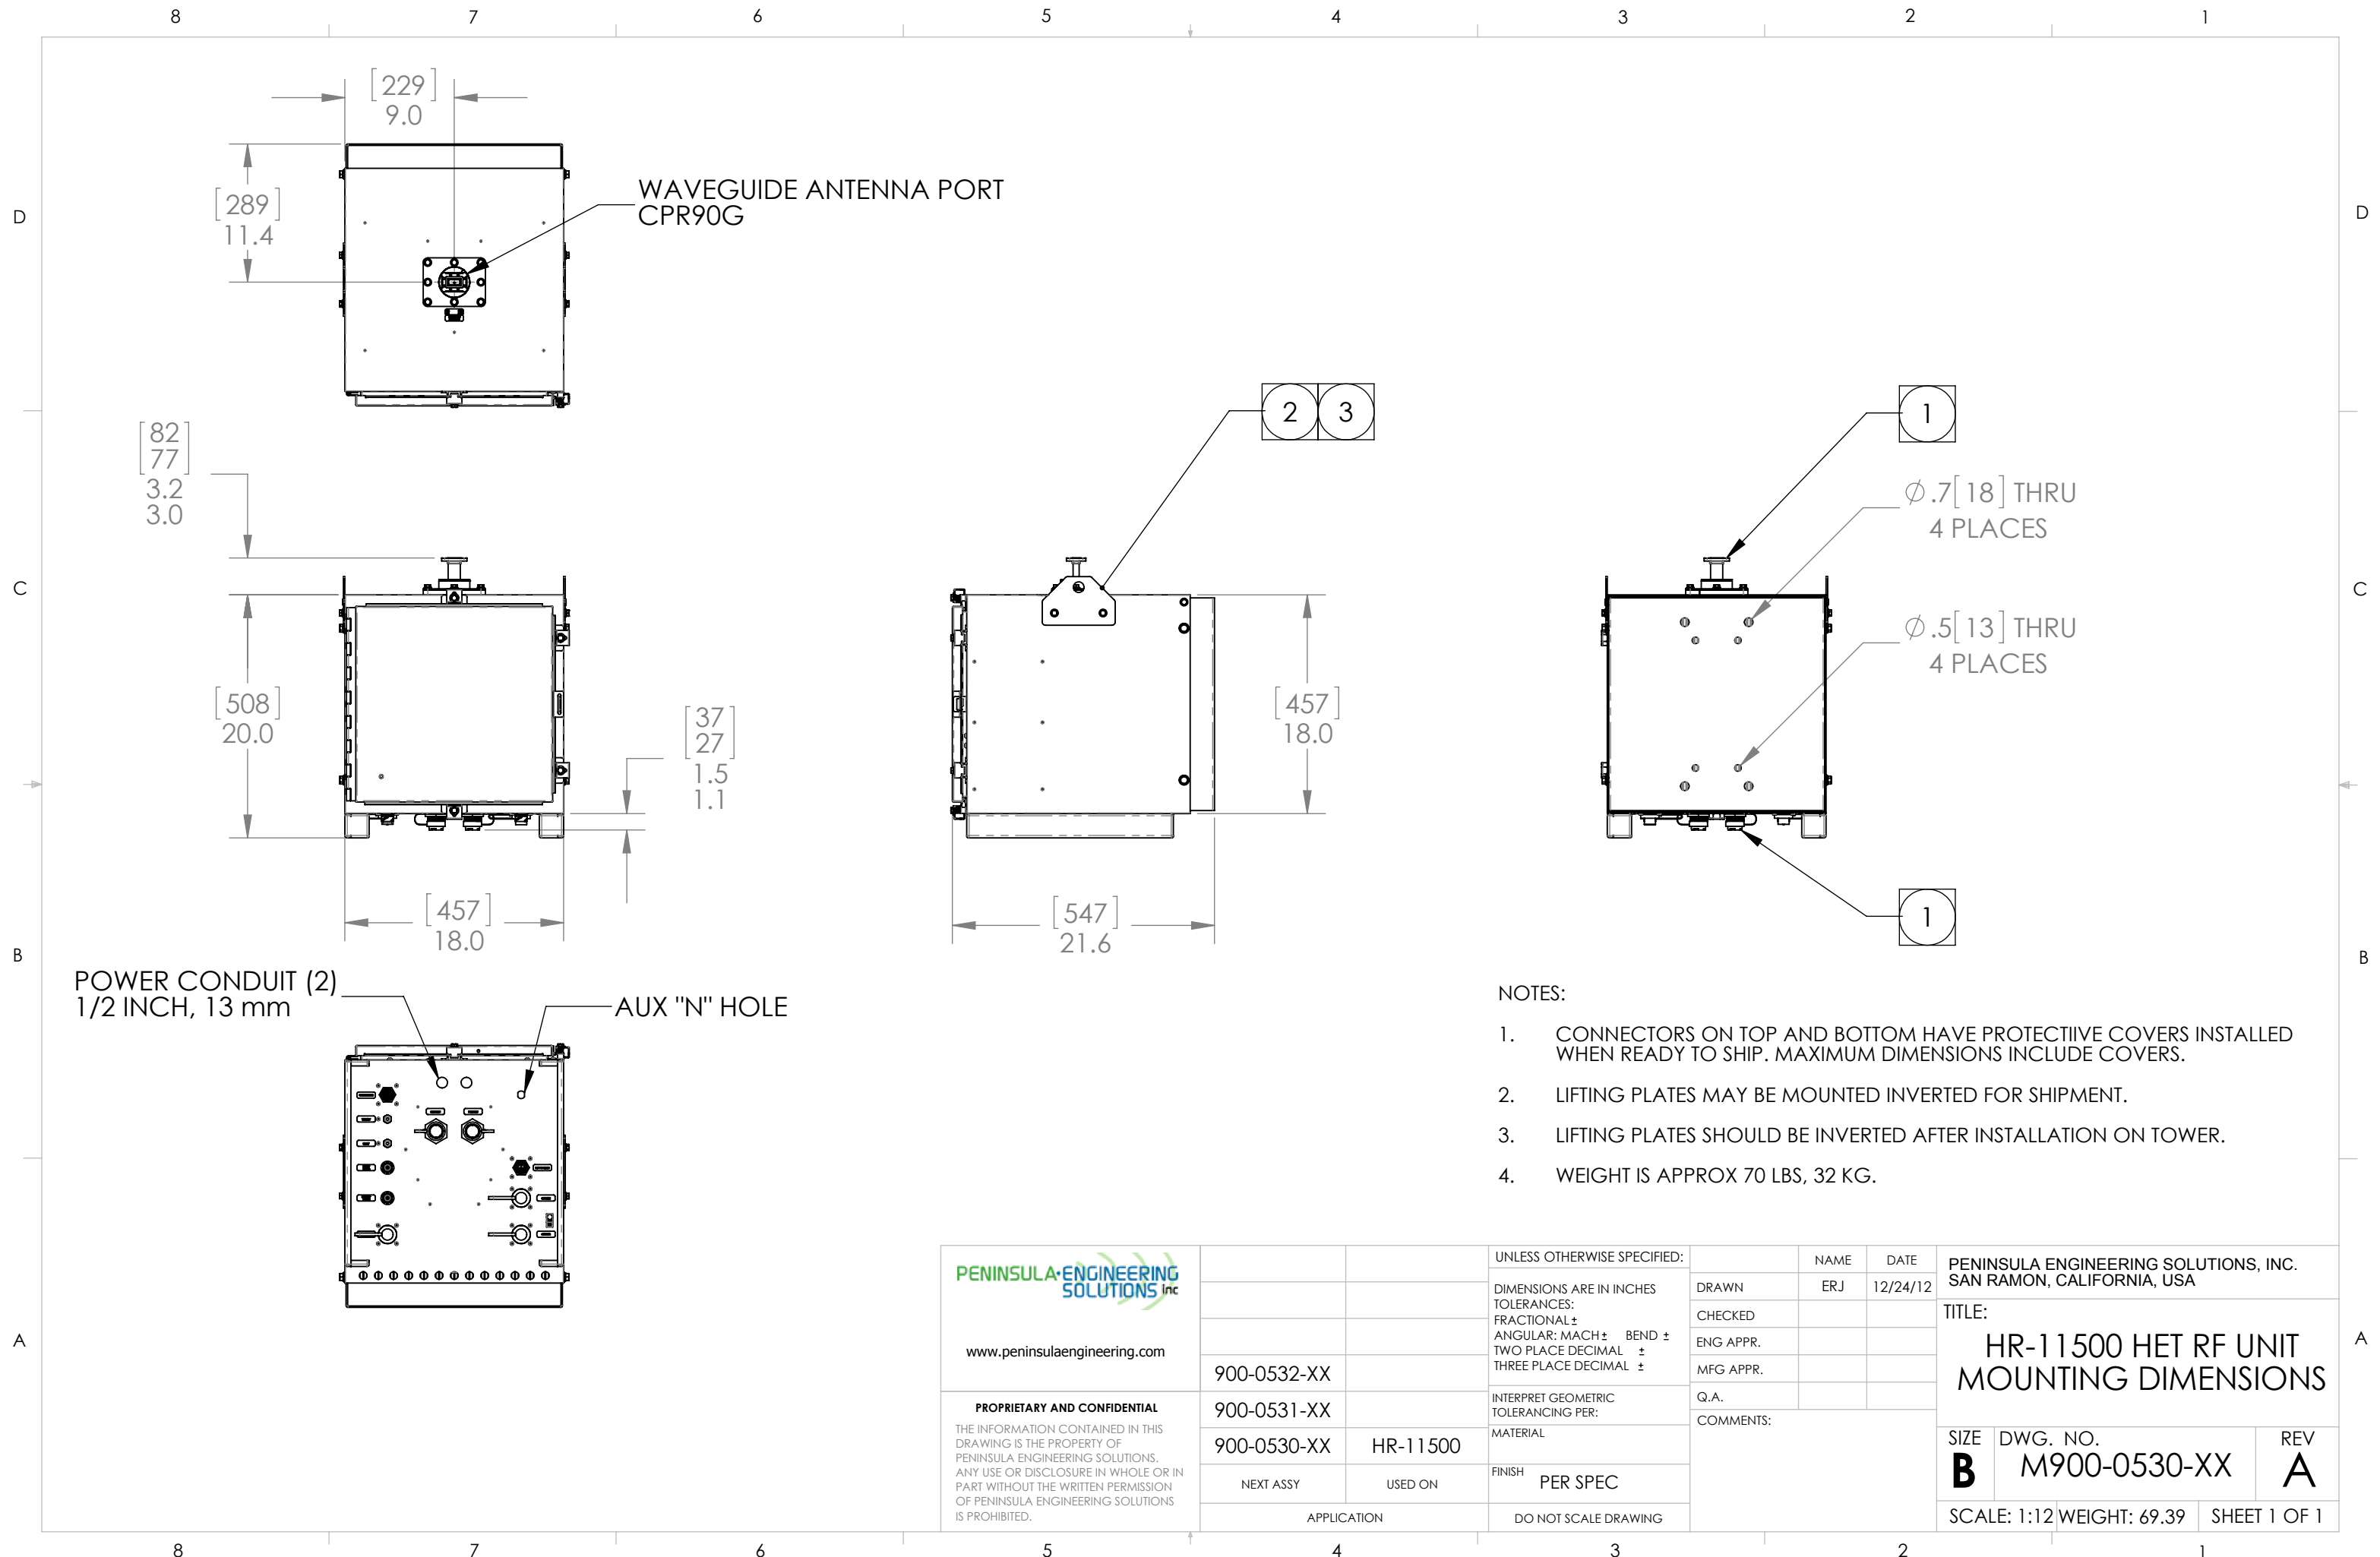 8 7 6 5 4 3 2 1
D
D
C
C
B
B
A
A
[229]
9.0
[289]
11.4
WAVEGUIDE ANTENNA PORT
CPR90G
[82
77]
3.2
3.0
[508]
20.0
[37
27]
1.5
1.1
[457]
18.0
2 3
[457]
18.0
[547]
21.6
1
Ø .7[18] THRU
4 PLACES
Ø .5[13] THRU
4 PLACES
1
POWER CONDUIT (2)
1/2 INCH, 13 mm
AUX "N" HOLE
NOTES:
1. CONNECTORS ON TOP AND BOTTOM HAVE PROTECTIIVE COVERS INSTALLED
WHEN READY TO SHIP. MAXIMUM DIMENSIONS INCLUDE COVERS.
2. LIFTING PLATES MAY BE MOUNTED INVERTED FOR SHIPMENT.
3. LIFTING PLATES SHOULD BE INVERTED AFTER INSTALLATION ON TOWER.
4. WEIGHT IS APPROX 70 LBS, 32 KG.
PENINSULA ENGINEERING
SOLUTIONS Inc
www.peninsulaengineering.com
PROPRIETARY AND CONFIDENTIAL
THE INFORMATION CONTAINED IN THIS
DRAWING IS THE PROPERTY OF
PENINSULA ENGINEERING SOLUTIONS.
ANY USE OR DISCLOSURE IN WHOLE OR IN
PART WITHOUT THE WRITTEN PERMISSION
OF PENINSULA ENGINEERING SOLUTIONS
IS PROHIBITED.
900-0532-XX
900-0531-XX
900-0530-XX HR-11500
NEXT ASSY USED ON
APPLICATION
UNLESS OTHERWISE SPECIFIED:
DIMENSIONS ARE IN INCHES
TOLERANCES:
FRACTIONAL ±
ANGULAR: MACH ± BEND ±
TWO PLACE DECIMAL ±
THREE PLACE DECIMAL ±
INTERPRET GEOMETRIC
TOLERANCING PER:
MATERIAL
FINISH
PER SPEC
DO NOT SCALE DRAWING
NAME DATE
DRAWN ERJ 12/24/12
CHECKED
ENG APPR.
MFG APPR.
Q.A.
COMMENTS:
PENINSULA ENGINEERING SOLUTIONS, INC.
SAN RAMON, CALIFORNIA, USA
TITLE:
HR-11500 HET RF UNIT
MOUNTING DIMENSIONS
SIZE DWG. NO. REV
B M900-0530-XX A
SCALE: 1:12 WEIGHT: 69.39 SHEET 1 OF 1
8 7 6 5 4 3 2 1